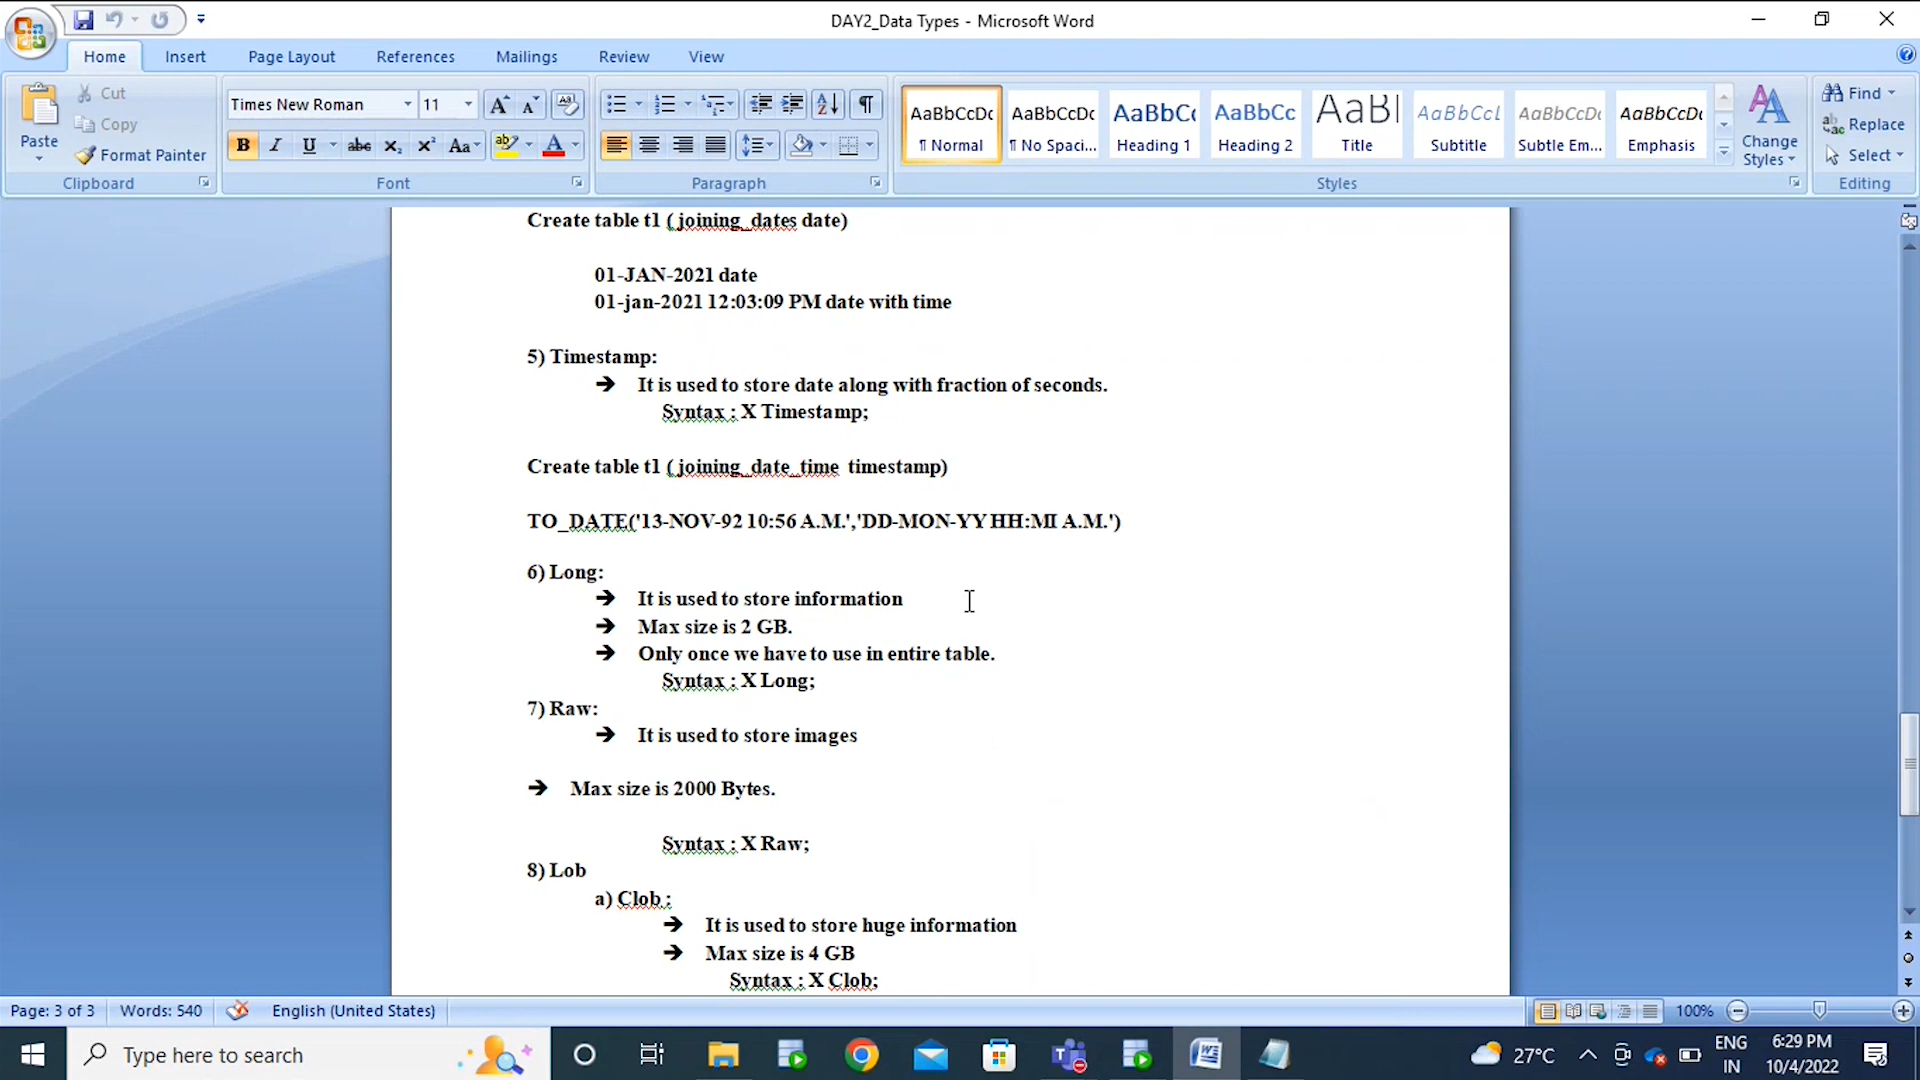 DAY2_Data Types - Microsoft Word
Home Insert Page Layout References Mailings Review View
Paste
Cut
Copy
Format Painter
Clipboard
Times New Roman 11
Font
Paragraph
AaBbCcDc AaBbCcDc AaBbCc AaBbCc AaBl AaBbCcL AaBbCcDc AaBbCcDc
¶ Normal ¶ No Spaci... Heading 1 Heading 2 Title Subtitle Subtle Em... Emphasis
Change Styles
Styles
Find
Replace
Select
Editing
Create table t1 ( joining_dates date)
01-JAN-2021 date
01-jan-2021 12:03:09 PM date with time
5) Timestamp:
➔ It is used to store date along with fraction of seconds.
Syntax : X Timestamp;
Create table t1 ( joining_date_time timestamp)
TO_DATE('13-NOV-92 10:56 A.M.','DD-MON-YY HH:MI A.M.')
6) Long:
➔ It is used to store information
➔ Max size is 2 GB.
➔ Only once we have to use in entire table.
Syntax : X Long;
7) Raw:
➔ It is used to store images
➔ Max size is 2000 Bytes.
Syntax : X Raw;
8) Lob
a) Clob :
➔ It is used to store huge information
➔ Max size is 4 GB
Syntax : X Clob;
Page: 3 of 3 Words: 540 English (United States) 100%
Type here to search
27°C
ENG
IN
6:29 PM
10/4/2022